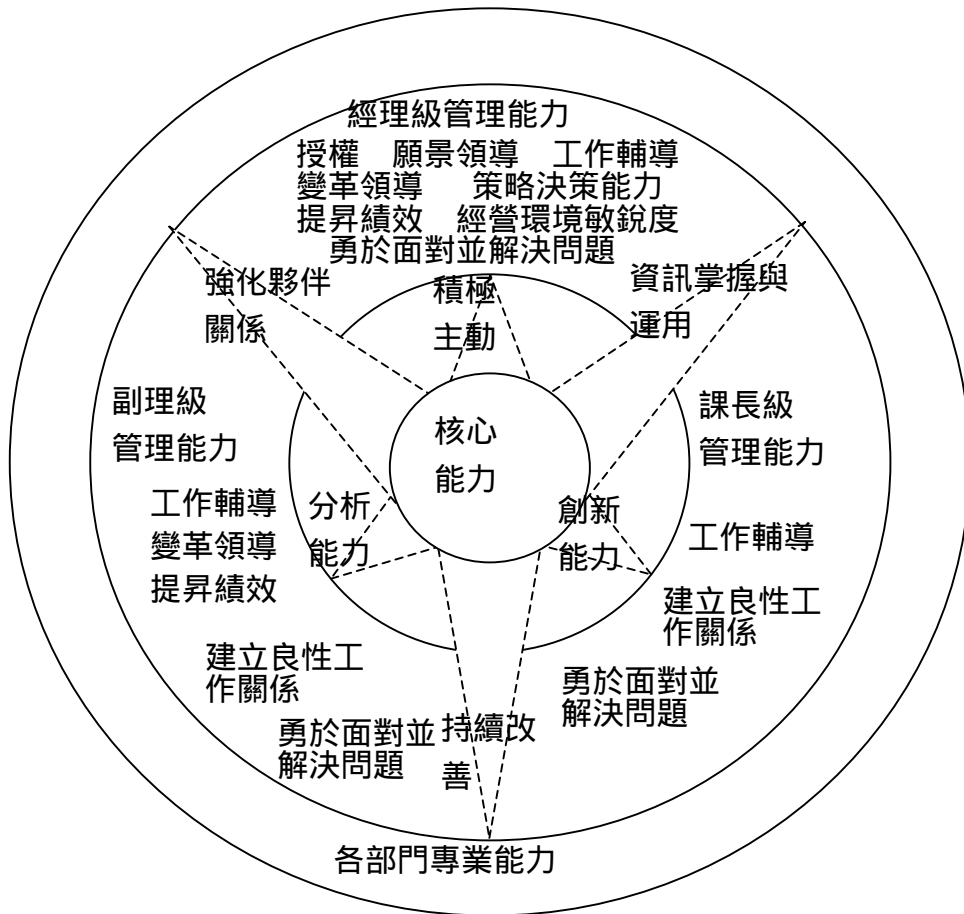 經理級管理能力
授權 願景領導 工作輔導
變革領導 策略決策能力
提昇績效 經營環境敏銳度
勇於面對並解決問題
強化夥伴
關係
積極
主動
資訊掌握與
運用
副理級
管理能力
核心
能力
課長級
管理能力
工作輔導
變革領導
提昇績效
分析
能力
創新
能力
工作輔導
建立良性工
作關係
建立良性工
作關係
勇於面對並
解決問題
勇於面對並
解決問題
持續改
善
各部門專業能力